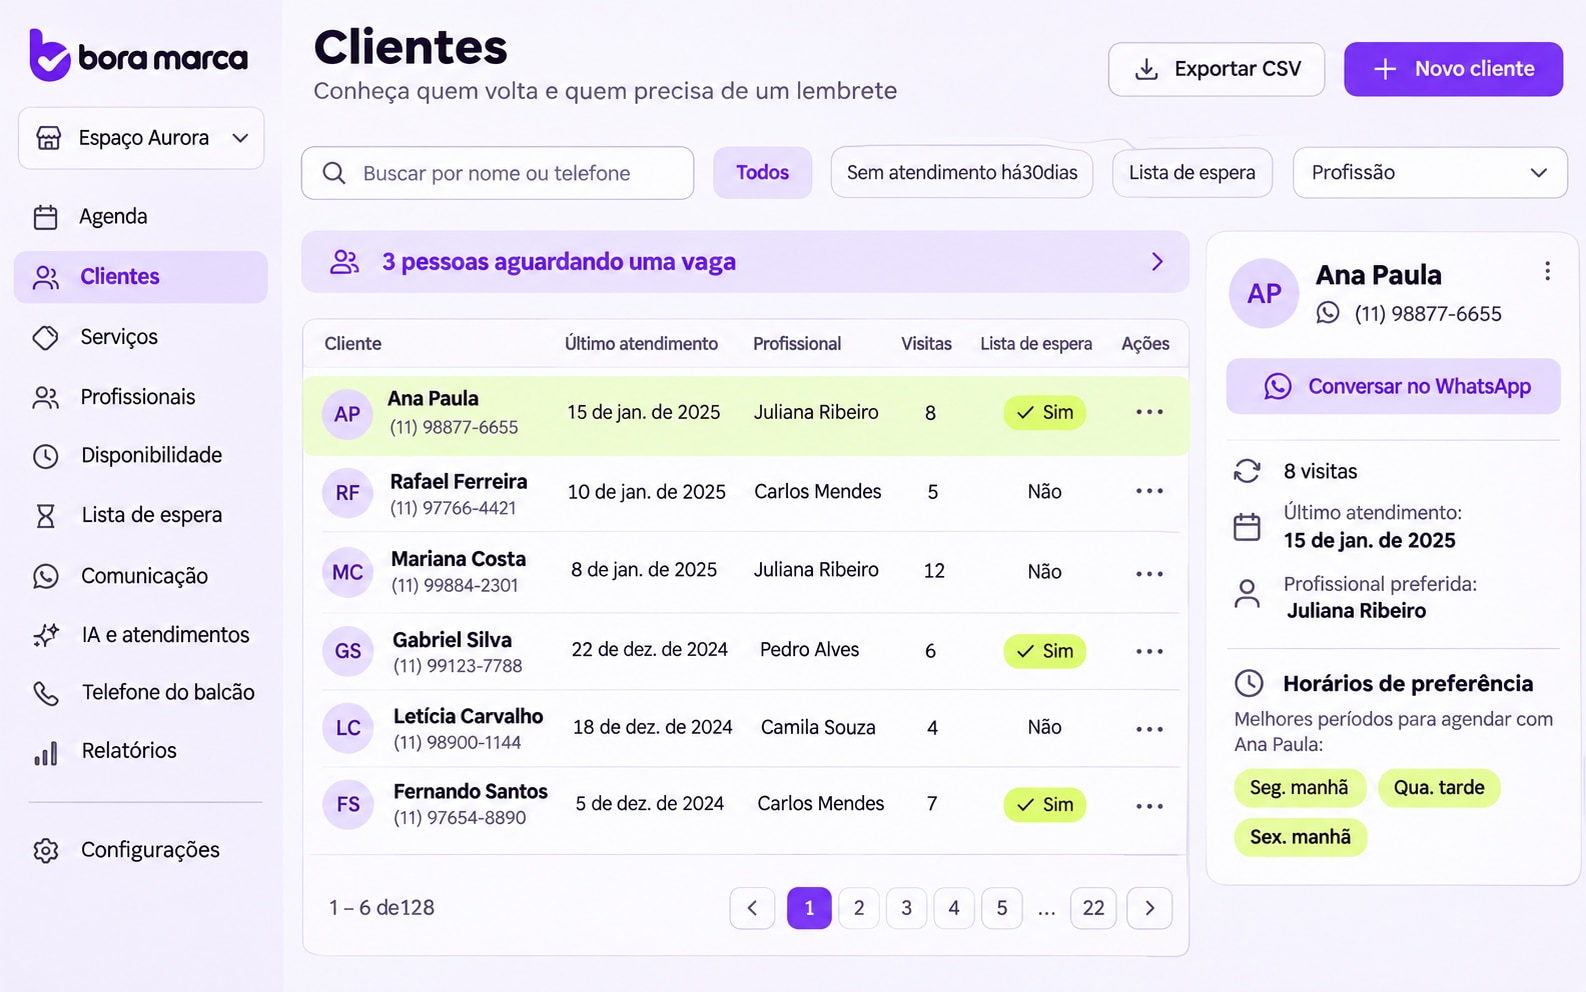 bora marca
Espaço Aurora
Agenda
Clientes
Serviços
Profissionais
Disponibilidade
Lista de espera
Comunicação
IA e atendimentos
Telefone do balcão
Relatórios
Configurações
Clientes
Conheça quem volta e quem precisa de um lembrete
Exportar CSV
Novo cliente
Buscar por nome ou telefone
Todos
Sem atendimento há30dias
Lista de espera
Profissão
3 pessoas aguardando uma vaga
Cliente Último atendimento Profissional Visitas Lista de espera Ações
AP Ana Paula 15 de jan. de 2025 Juliana Ribeiro 8 Sim
(11) 98877-6655
RF Rafael Ferreira 10 de jan. de 2025 Carlos Mendes 5 Não
(11) 97766-4421
MC Mariana Costa 8 de jan. de 2025 Juliana Ribeiro 12 Não
(11) 99884-2301
GS Gabriel Silva 22 de dez. de 2024 Pedro Alves 6 Sim
(11) 99123-7788
LC Letícia Carvalho 18 de dez. de 2024 Camila Souza 4 Não
(11) 98900-1144
FS Fernando Santos 5 de dez. de 2024 Carlos Mendes 7 Sim
(11) 97654-8890
1 – 6 de128
1 2 3 4 5 ... 22
AP Ana Paula
(11) 98877-6655
Conversar no WhatsApp
8 visitas
Último atendimento:
15 de jan. de 2025
Profissional preferida:
Juliana Ribeiro
Horários de preferência
Melhores períodos para agendar com
Ana Paula:
Seg. manhã Qua. tarde
Sex. manhã